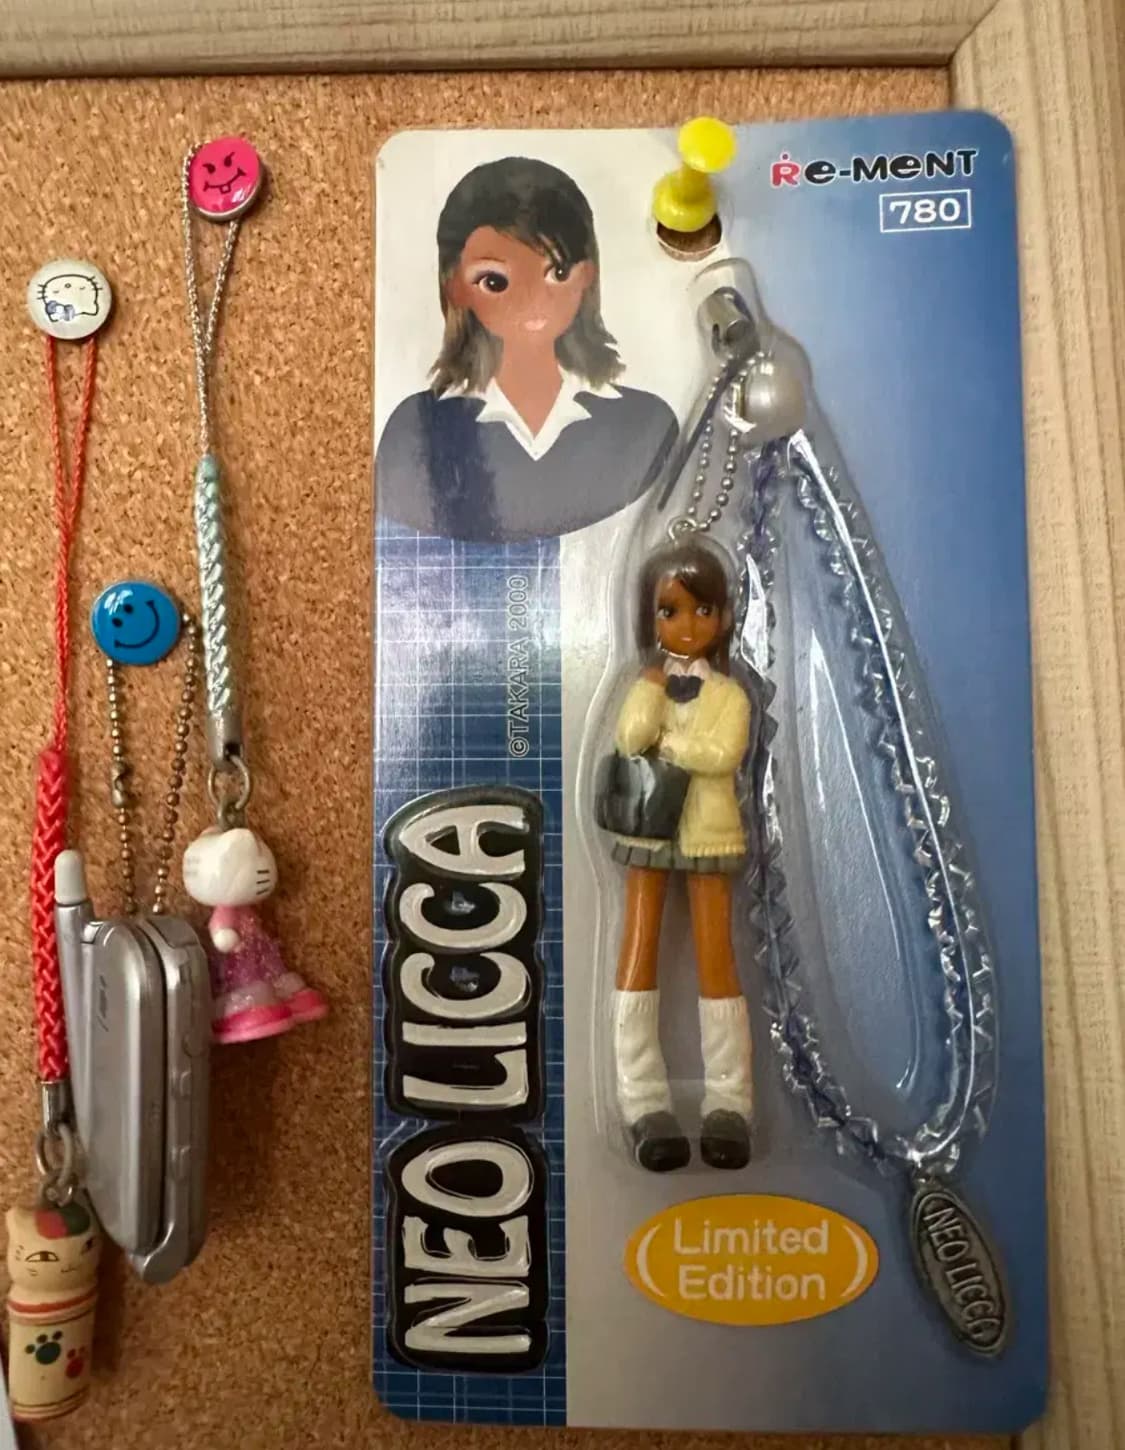 Re-MeNT
780
©TAKARA 2000
NEO LICCA
Limited
Edition
NEO LICCA